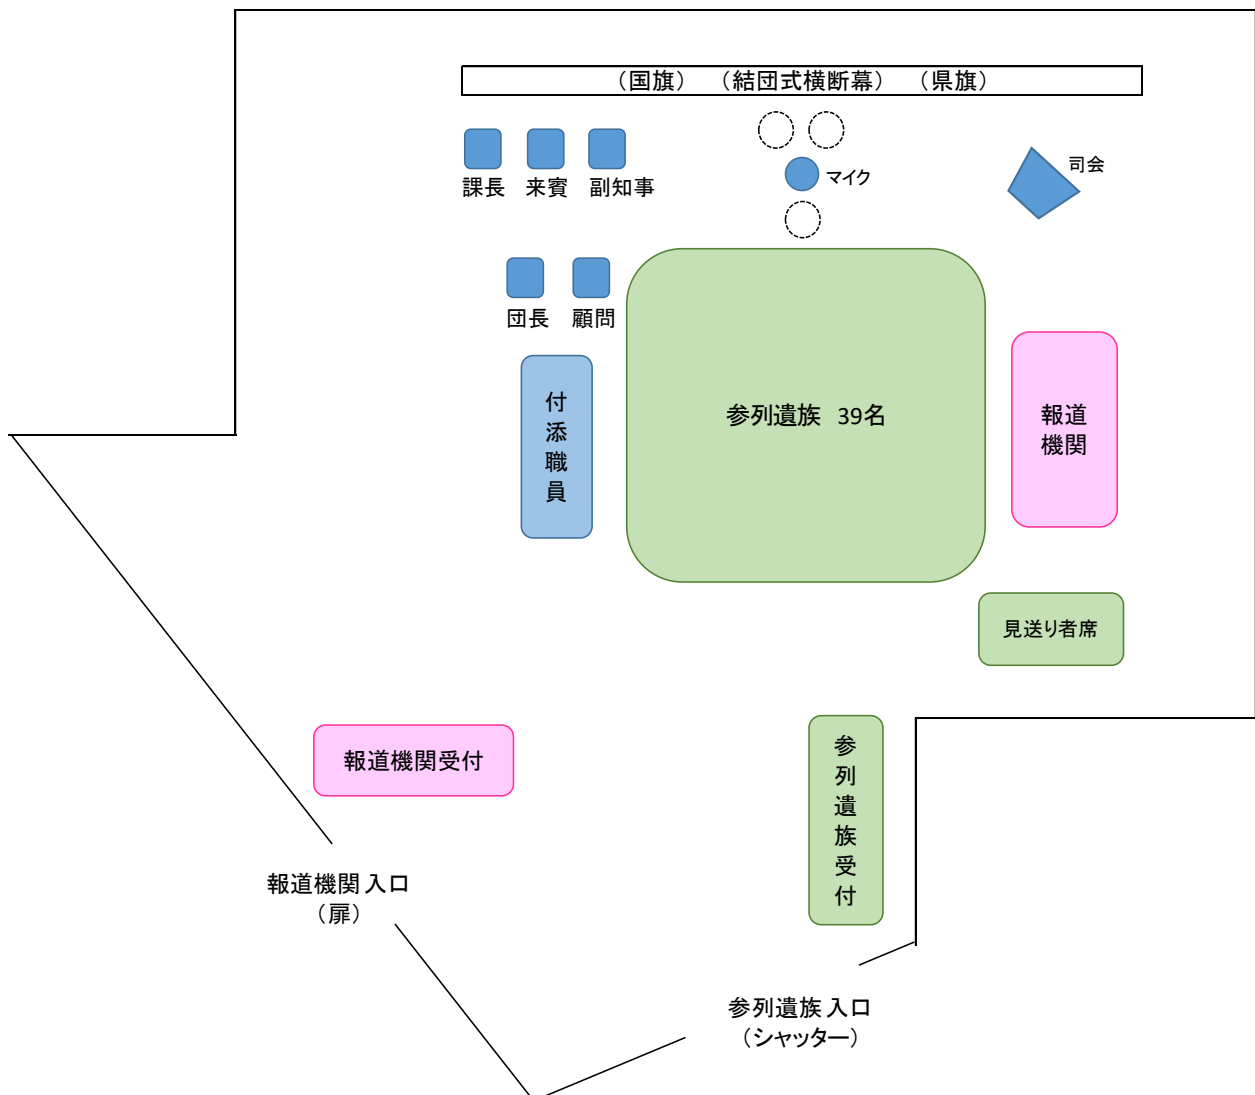 （国旗）　（結団式横断幕）　（県旗）
課長　来賓　副知事
マイク
司会
団長　顧問
付添職員
参列遺族　39名
報道
機関
見送り者席
報道機関受付
参列遺族受付
報道機関 入口
（扉）
参列遺族 入口
（シャッター）